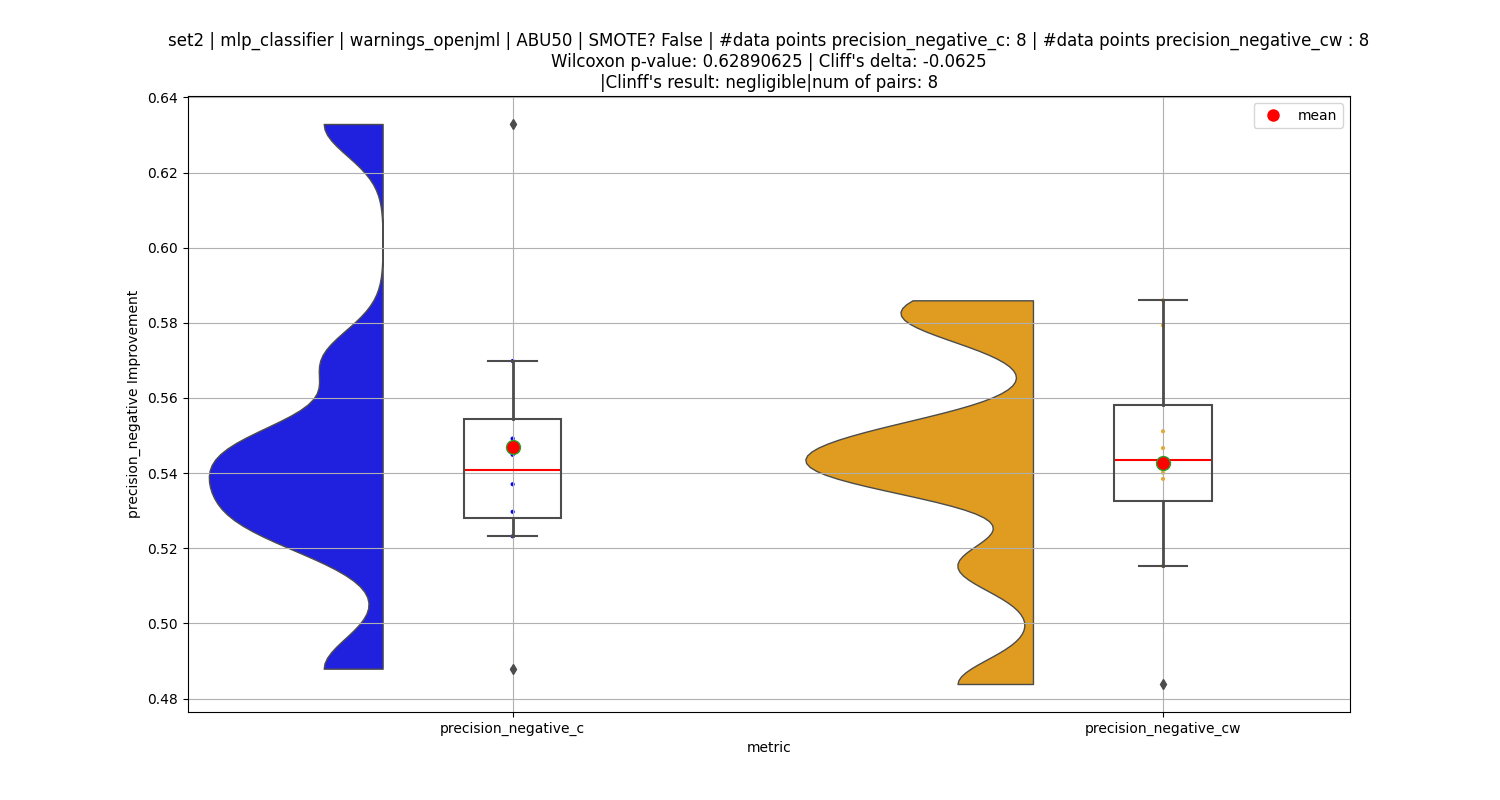 set2 | mlp_classifier | warnings_openjml | ABU50 | SMOTE? False | #data points precision_negative_c: 8 | #data points precision_negative_cw : 8
Wilcoxon p-value: 0.62890625 | Cliff's delta: -0.0625
|Clinff's result: negligible|num of pairs: 8
mean
0.64
0.62
0.60
0.58
0.56
0.54
0.52
0.50
0.48
precision_negative Improvement
precision_negative_c
precision_negative_cw
metric